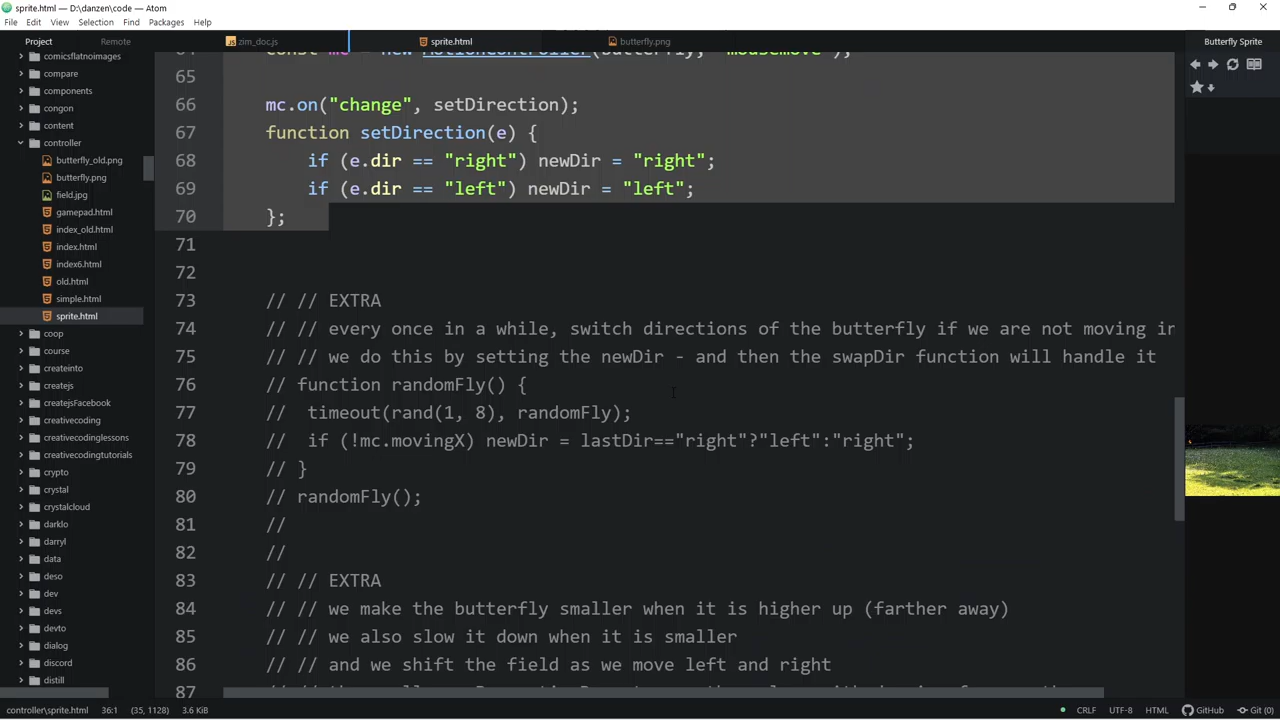 sprite.html — D:\danzen\code — Atom
File Edit View Selection Find Packages Help
Project Remote
zim_doc.js
sprite.html
butterfly.png
Butterfly Sprite
comicsflatnoimages
compare
components
congon
content
controller
butterfly_old.png
butterfly.png
field.jpg
gamepad.html
index_old.html
index.html
index6.html
old.html
simple.html
sprite.html
coop
course
createinto
createjs
createjsFacebook
creativecoding
creativecodinglessons
creativecodingtutorials
crypto
crystal
crystalcloud
darklo
darryl
data
deso
dev
devs
devto
dialog
discord
distill
64 const mc = new MotionController(butterfly, "mousemove");
65
66 mc.on("change", setDirection);
67 function setDirection(e) {
68 if (e.dir == "right") newDir = "right";
69 if (e.dir == "left") newDir = "left";
70 };
71
72
73 // // EXTRA
74 // // every once in a while, switch directions of the butterfly if we are not moving in
75 // // we do this by setting the newDir - and then the swapDir function will handle it
76 // function randomFly() {
77 // timeout(rand(1, 8), randomFly);
78 // if (!mc.movingX) newDir = lastDir=="right"?"left":"right";
79 // }
80 // randomFly();
81 //
82 //
83 // // EXTRA
84 // // we make the butterfly smaller when it is higher up (farther away)
85 // // we also slow it down when it is smaller
86 // // and we shift the field as we move left and right
87
controller\sprite.html 36:1 (35, 1128) 3.6 KiB
CRLF UTF-8 HTML GitHub Git (0)